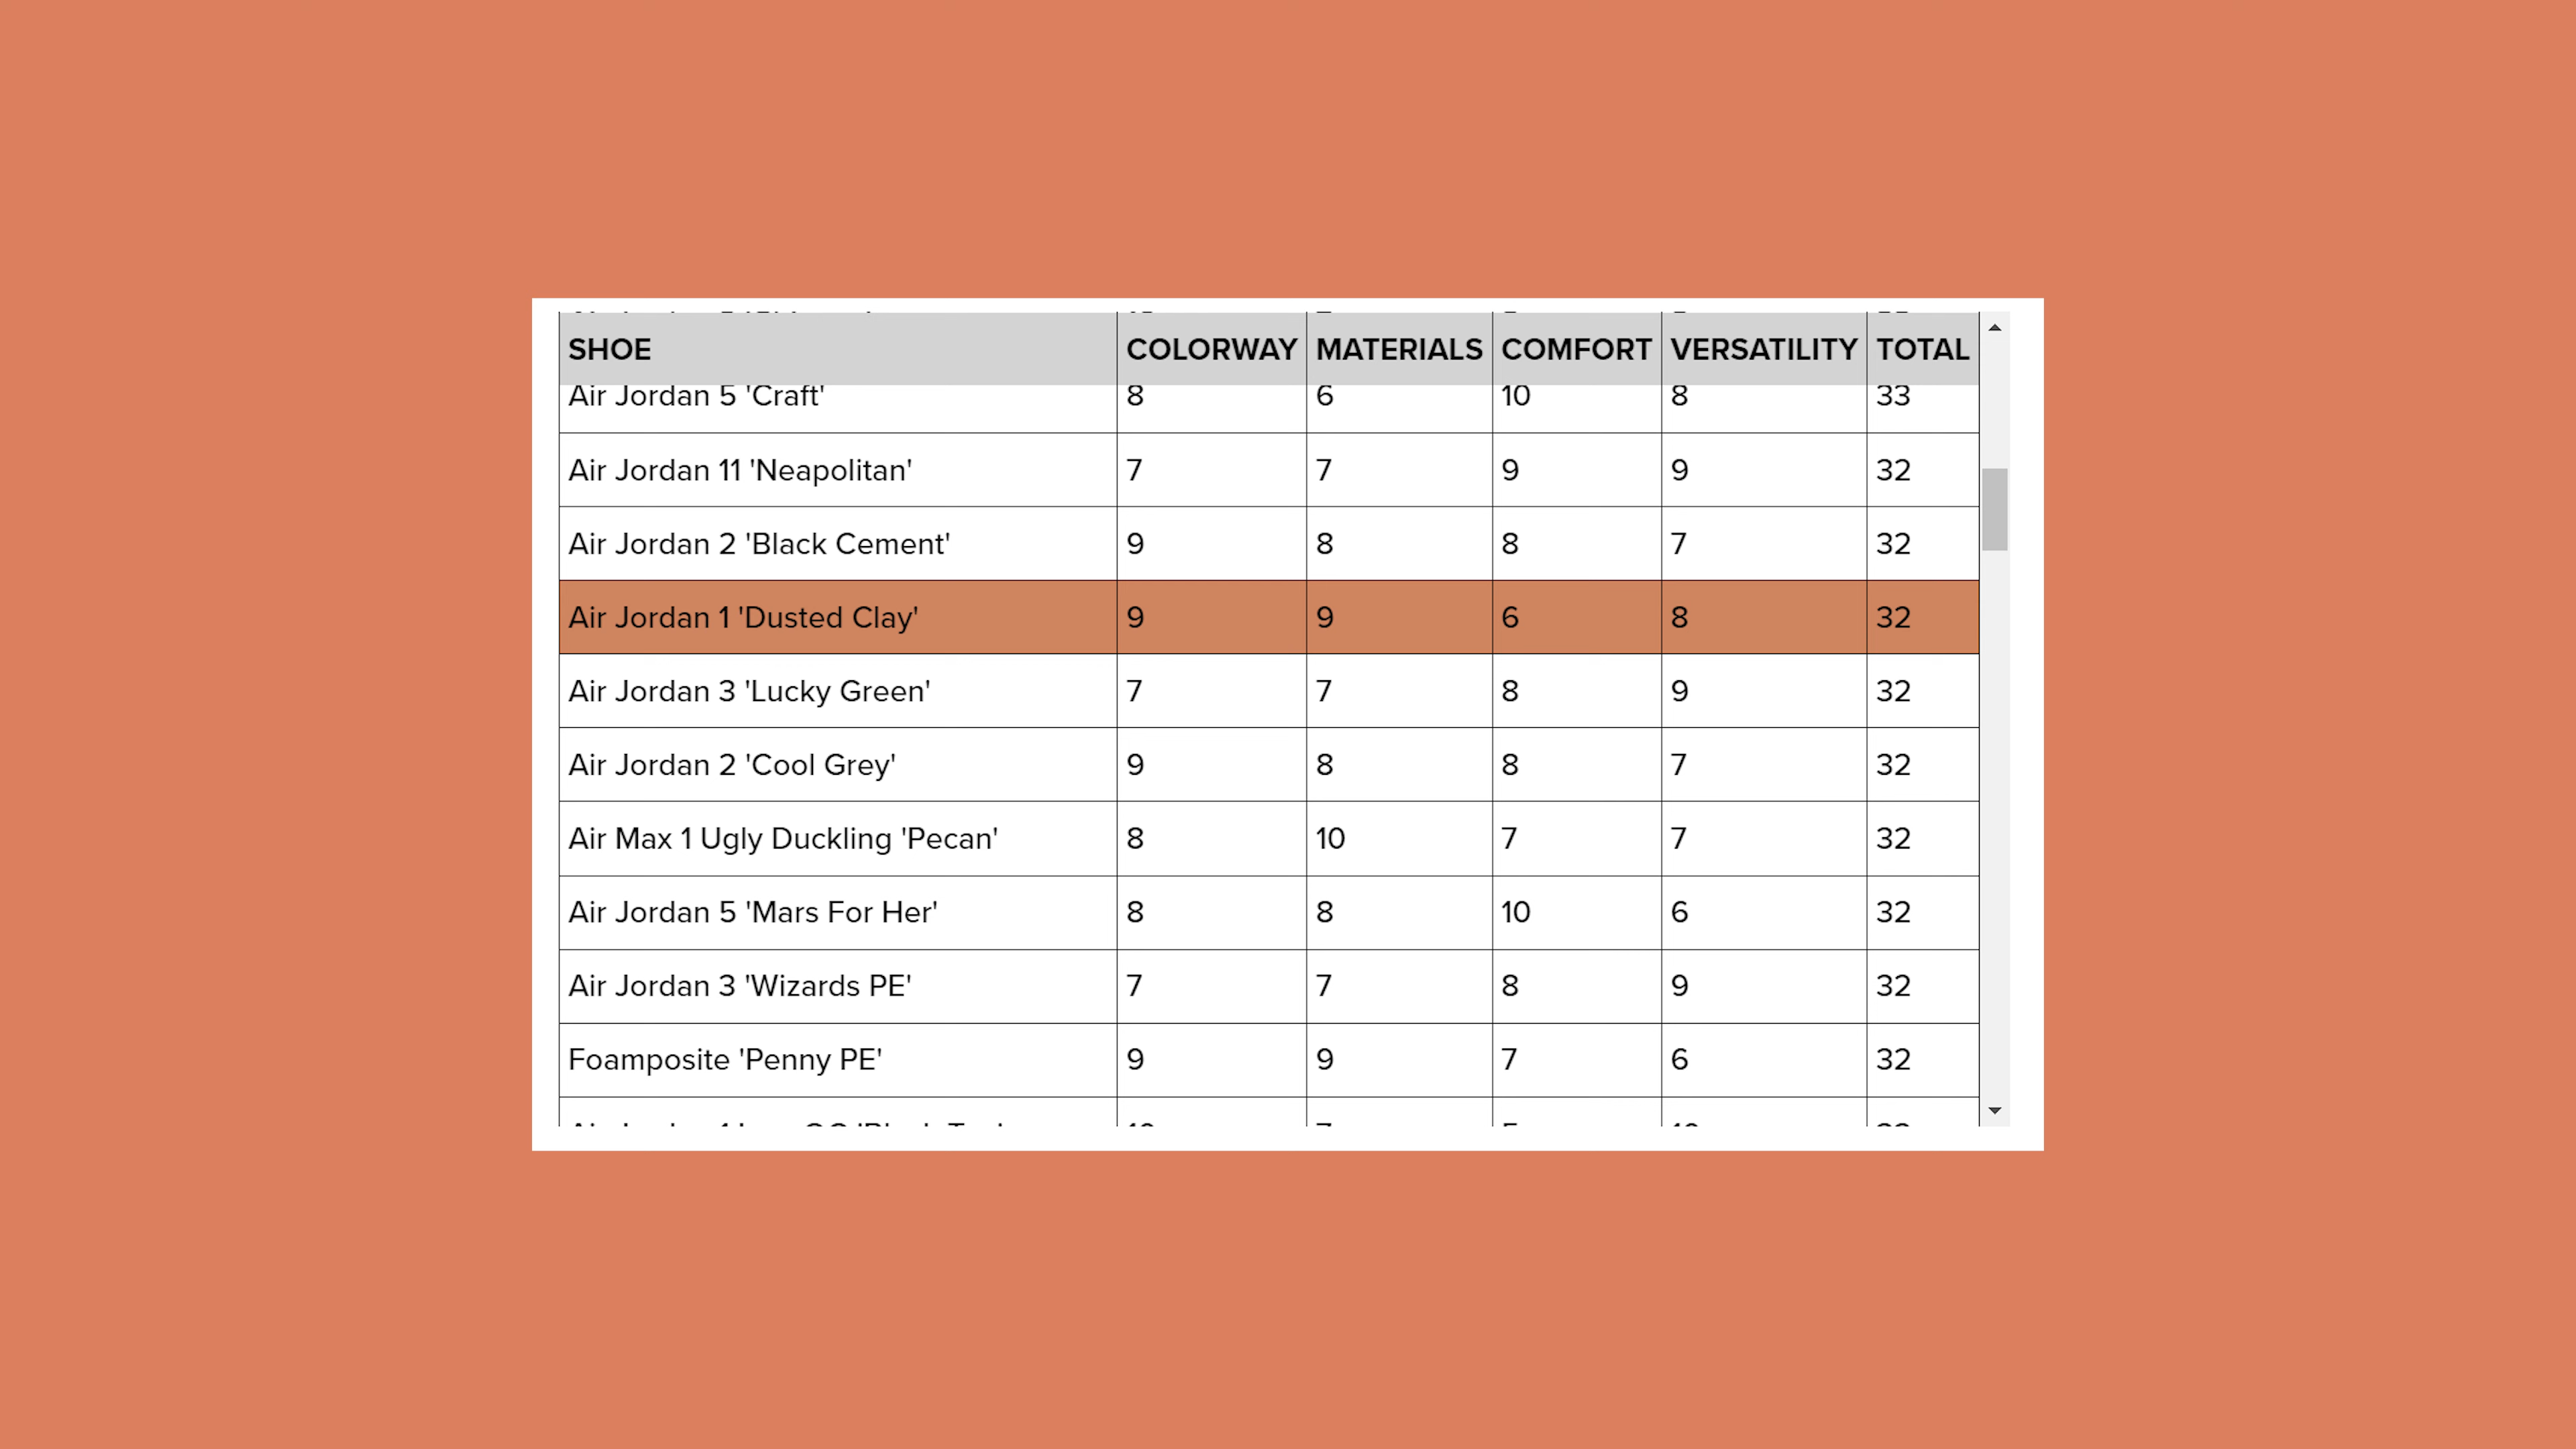 SHOE COLORWAY MATERIALS COMFORT VERSATILITY TOTAL
Air Jordan 5 'Craft' 8 6 10 8 33
Air Jordan 11 'Neapolitan' 7 7 9 9 32
Air Jordan 2 'Black Cement' 9 8 8 7 32
Air Jordan 1 'Dusted Clay' 9 9 6 8 32
Air Jordan 3 'Lucky Green' 7 7 8 9 32
Air Jordan 2 'Cool Grey' 9 8 8 7 32
Air Max 1 Ugly Duckling 'Pecan' 8 10 7 7 32
Air Jordan 5 'Mars For Her' 8 8 10 6 32
Air Jordan 3 'Wizards PE' 7 7 8 9 32
Foamposite 'Penny PE' 9 9 7 6 32